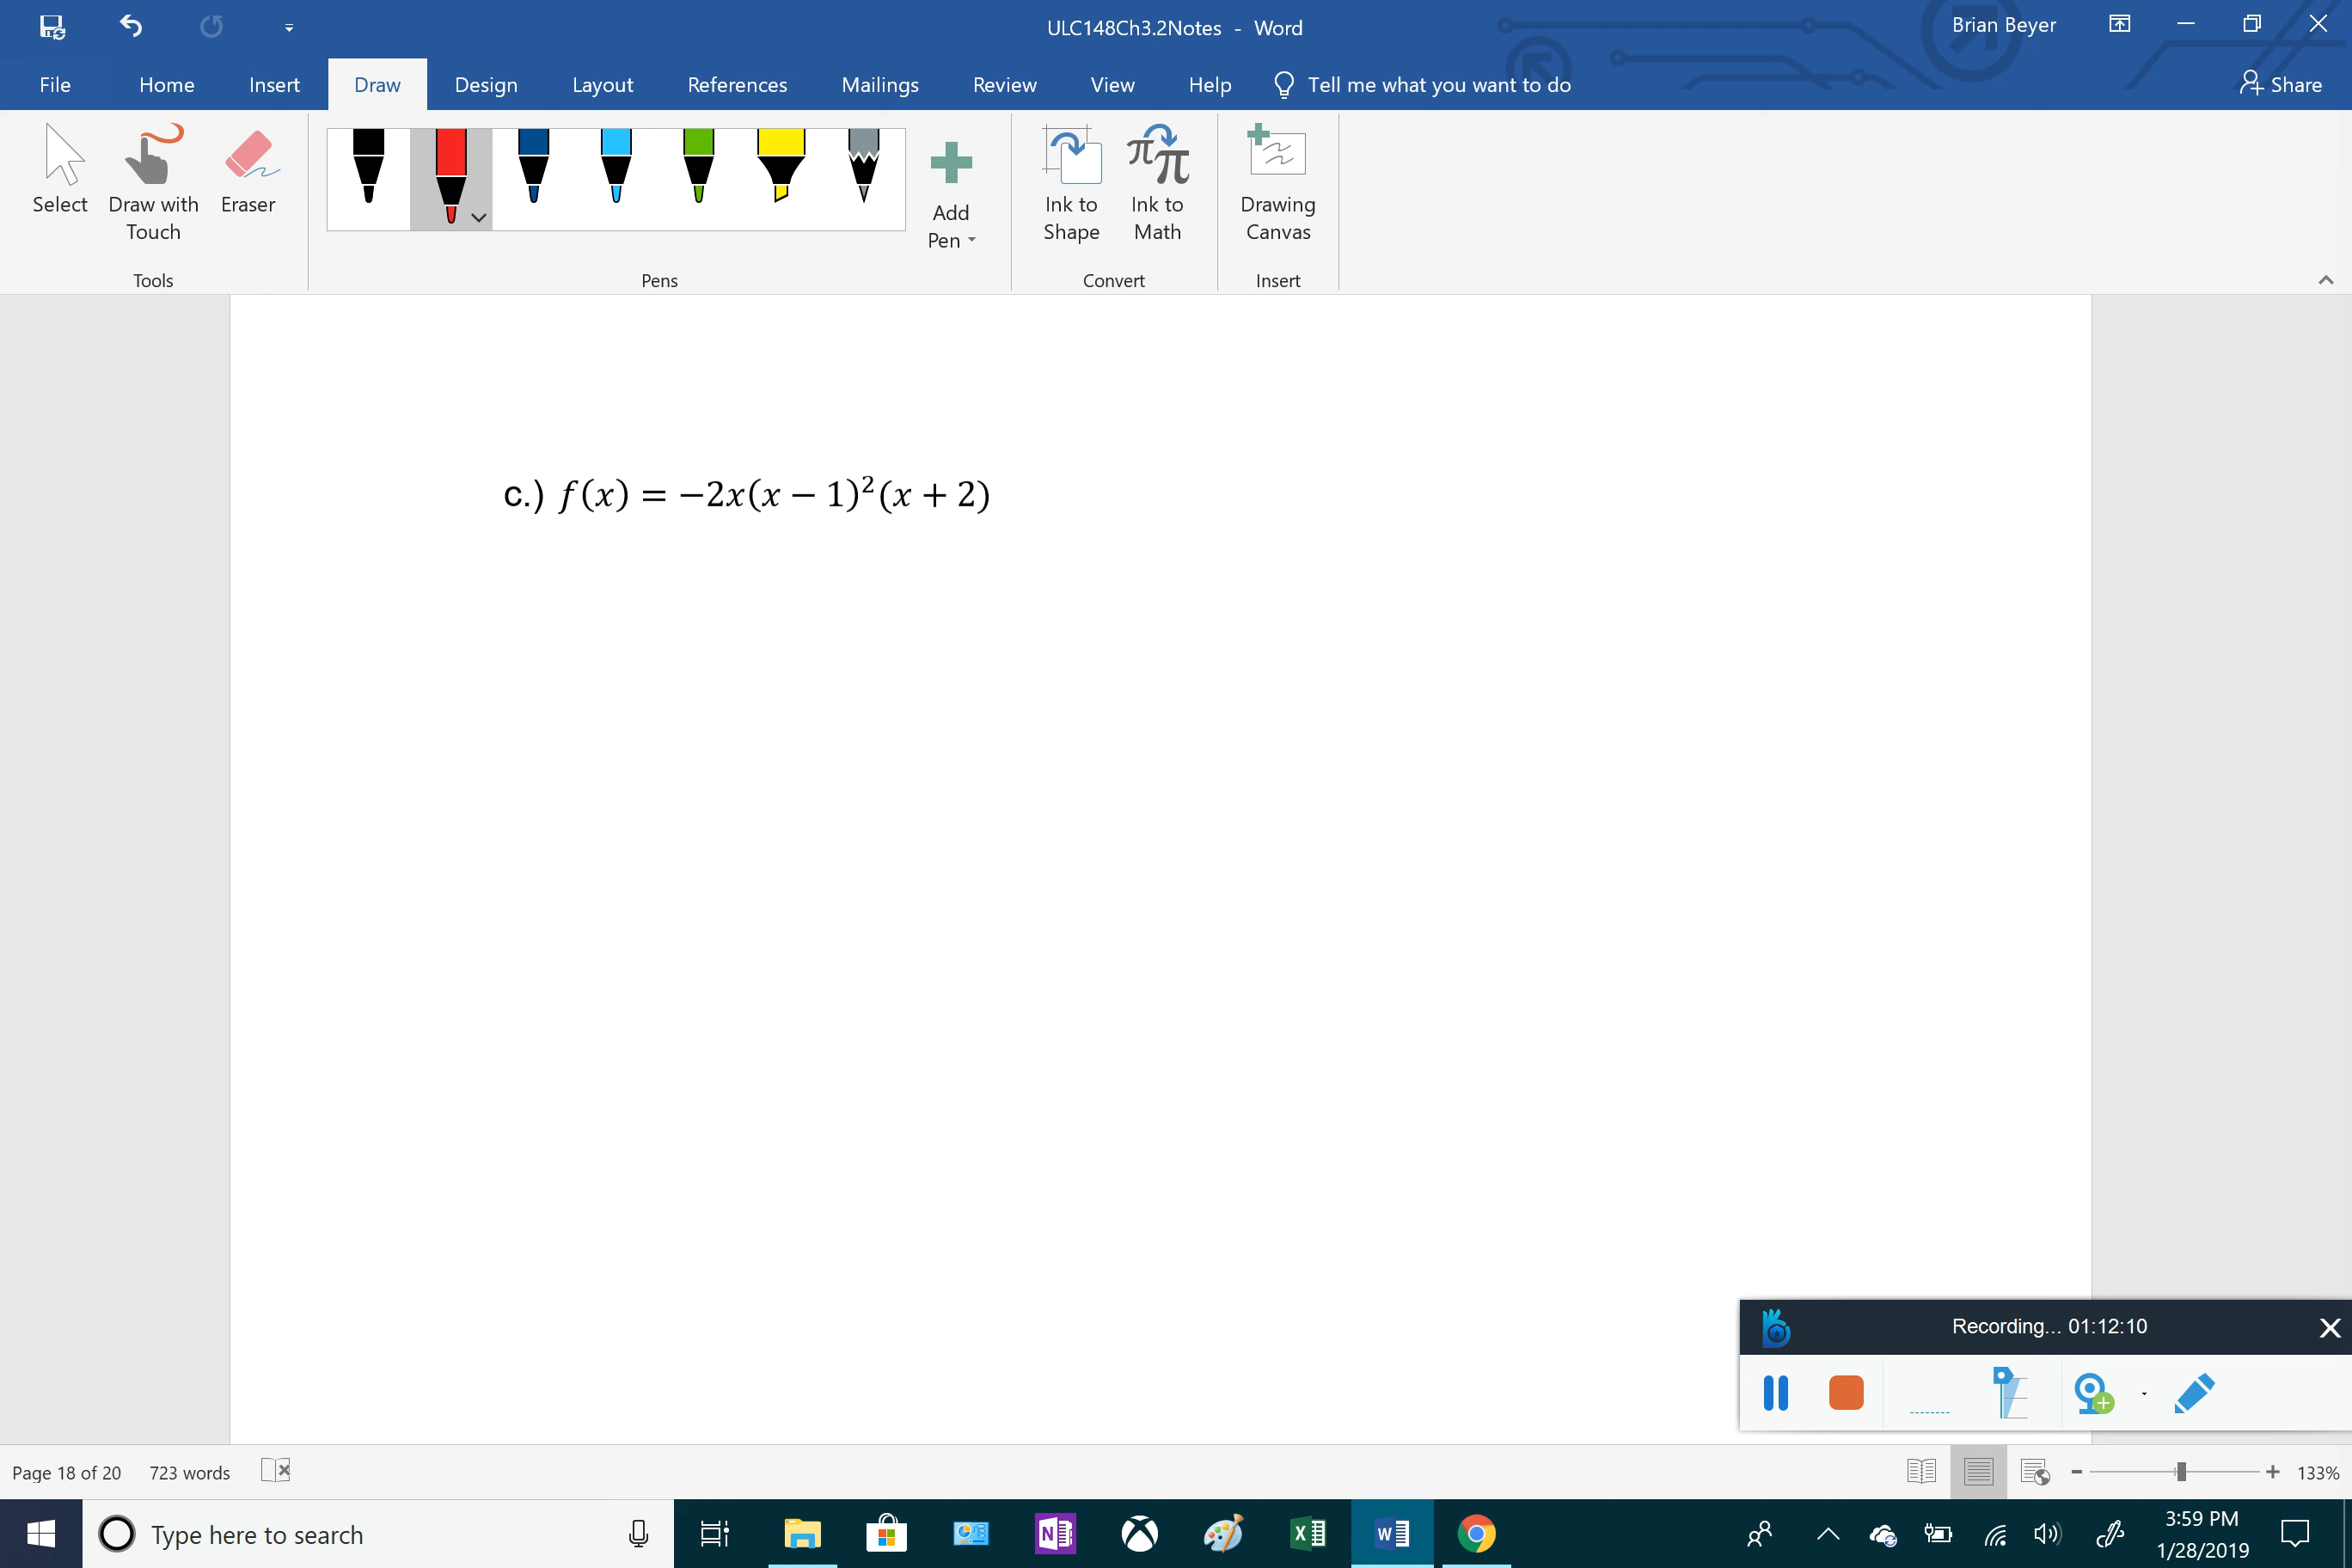 ULC148Ch3.2Notes - Word
Brian Beyer
File Home Insert Draw Design Layout References Mailings Review View Help Tell me what you want to do Share
Select
Draw with Touch
Eraser
Add Pen
Ink to Shape
Ink to Math
Drawing Canvas
Tools Pens Convert Insert
c.) f(x) = −2x(x − 1)²(x + 2)
Recording... 01:12:10
Page 18 of 20 723 words
133%
Type here to search
3:59 PM
1/28/2019